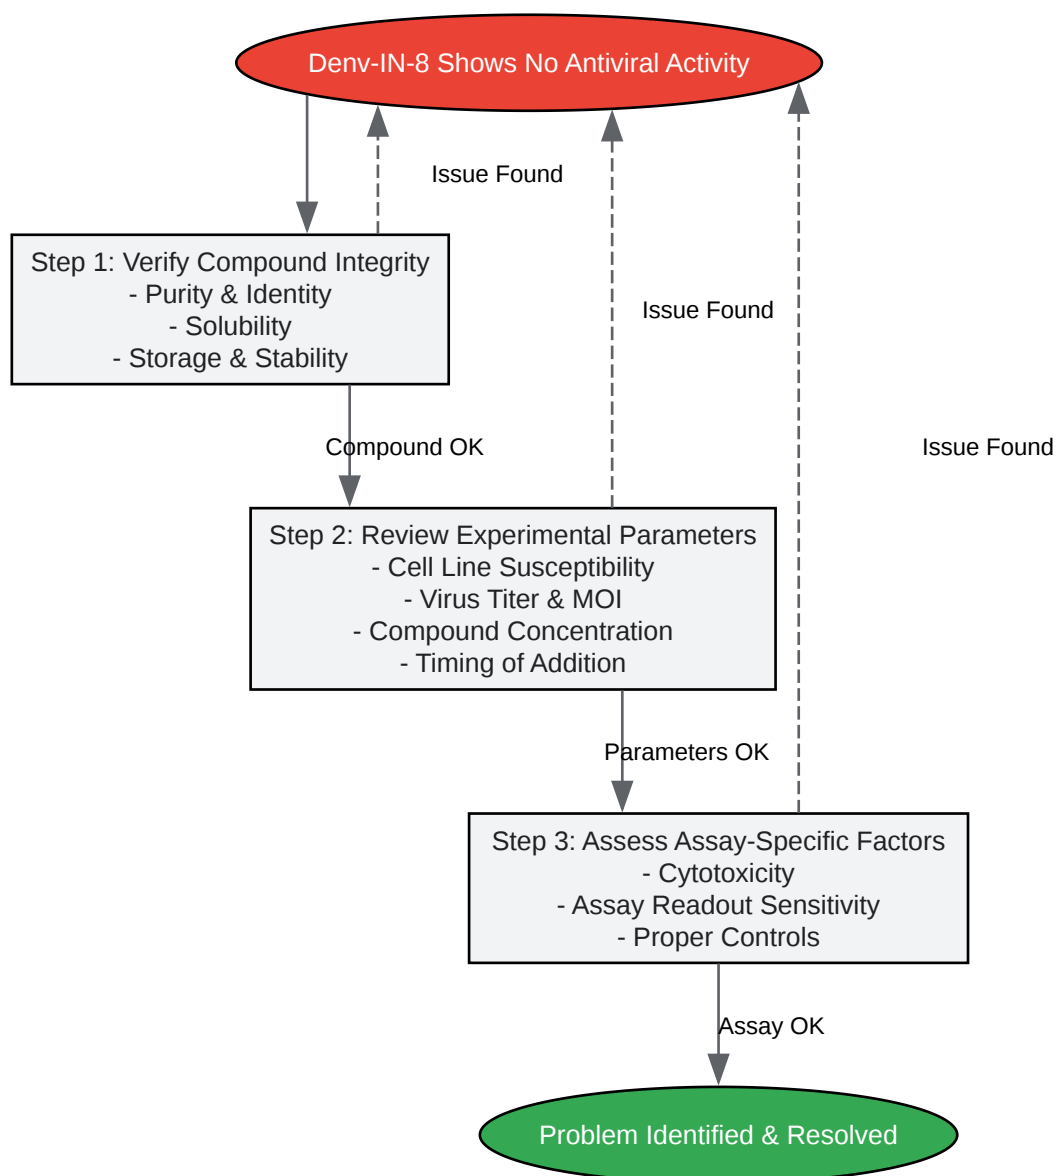 Denv-IN-8 Shows No Antiviral Activity
Issue Found
Step 1: Verify Compound Integrity
- Purity & Identity
- Solubility
- Storage & Stability
Issue Found
Compound OK
Issue Found
Step 2: Review Experimental Parameters
- Cell Line Susceptibility
- Virus Titer & MOI
- Compound Concentration
- Timing of Addition
Parameters OK
Step 3: Assess Assay-Specific Factors
- Cytotoxicity
- Assay Readout Sensitivity
- Proper Controls
Assay OK
Problem Identified & Resolved